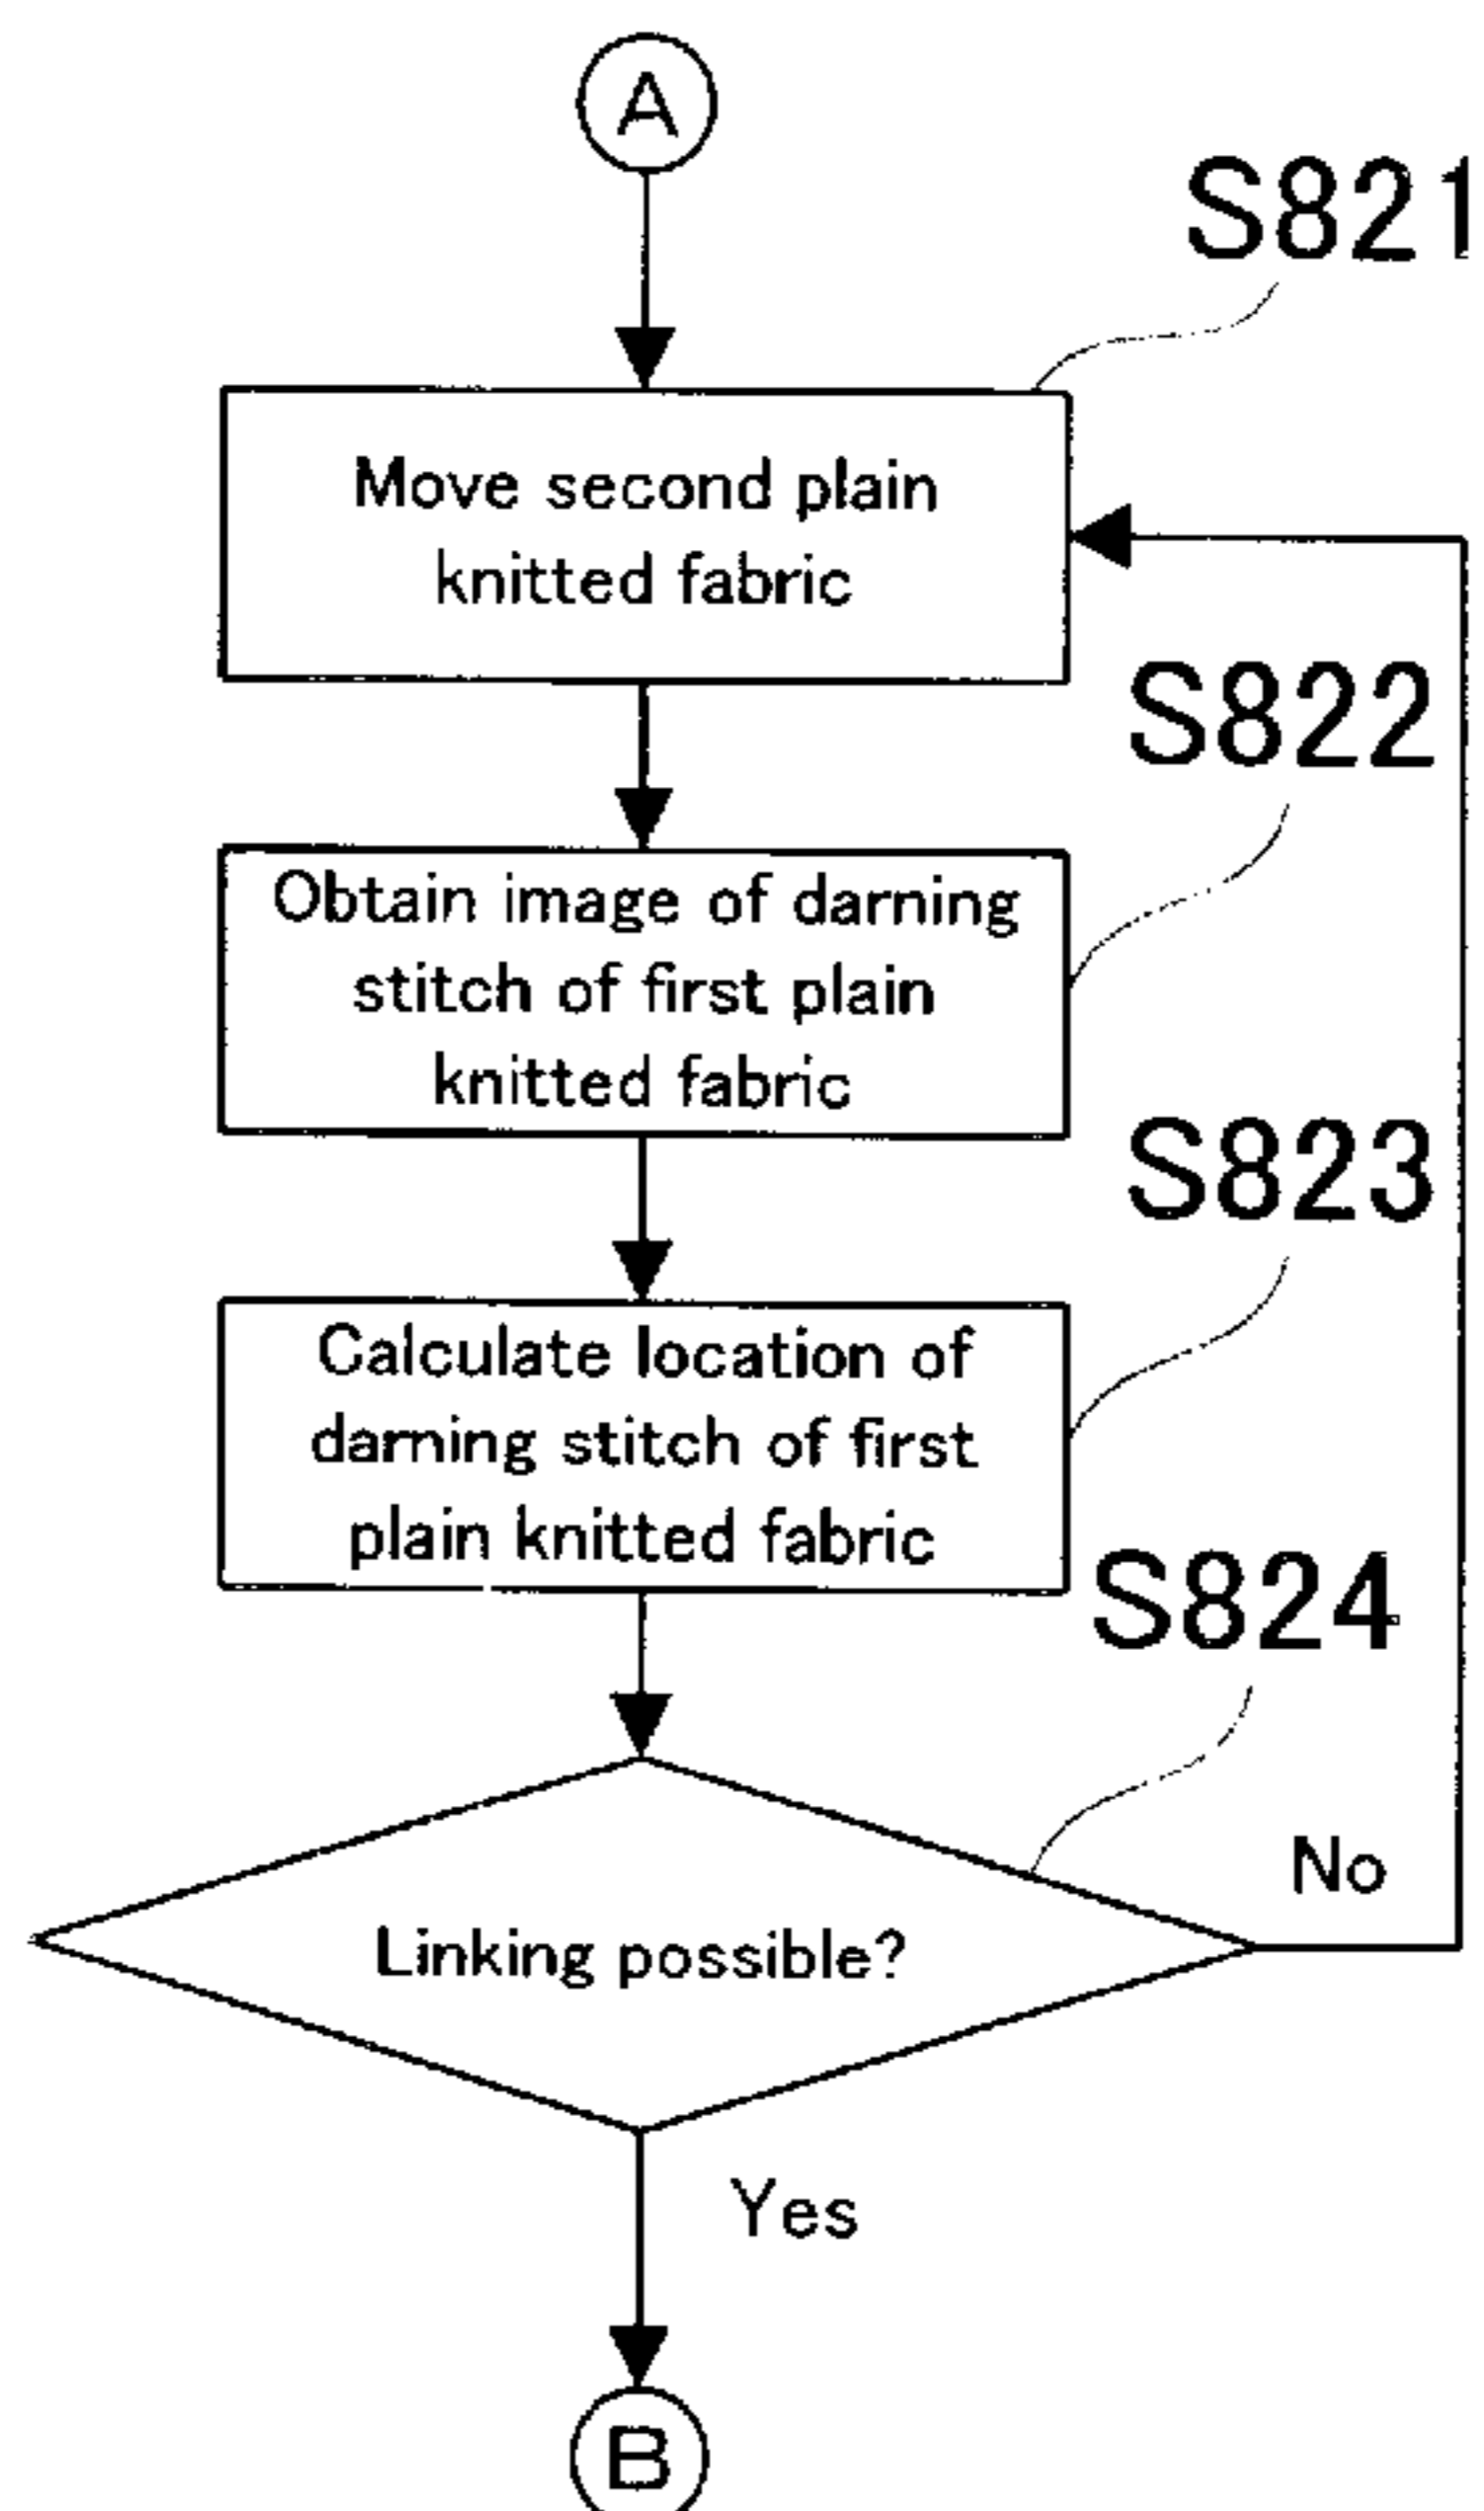 A
S821
Move second plain
knitted fabric
S822
Obtain image of darning
stitch of first plain
knitted fabric
S823
Calculate location of
darning stitch of first
plain knitted fabric
S824
No
Linking possible?
Yes
B